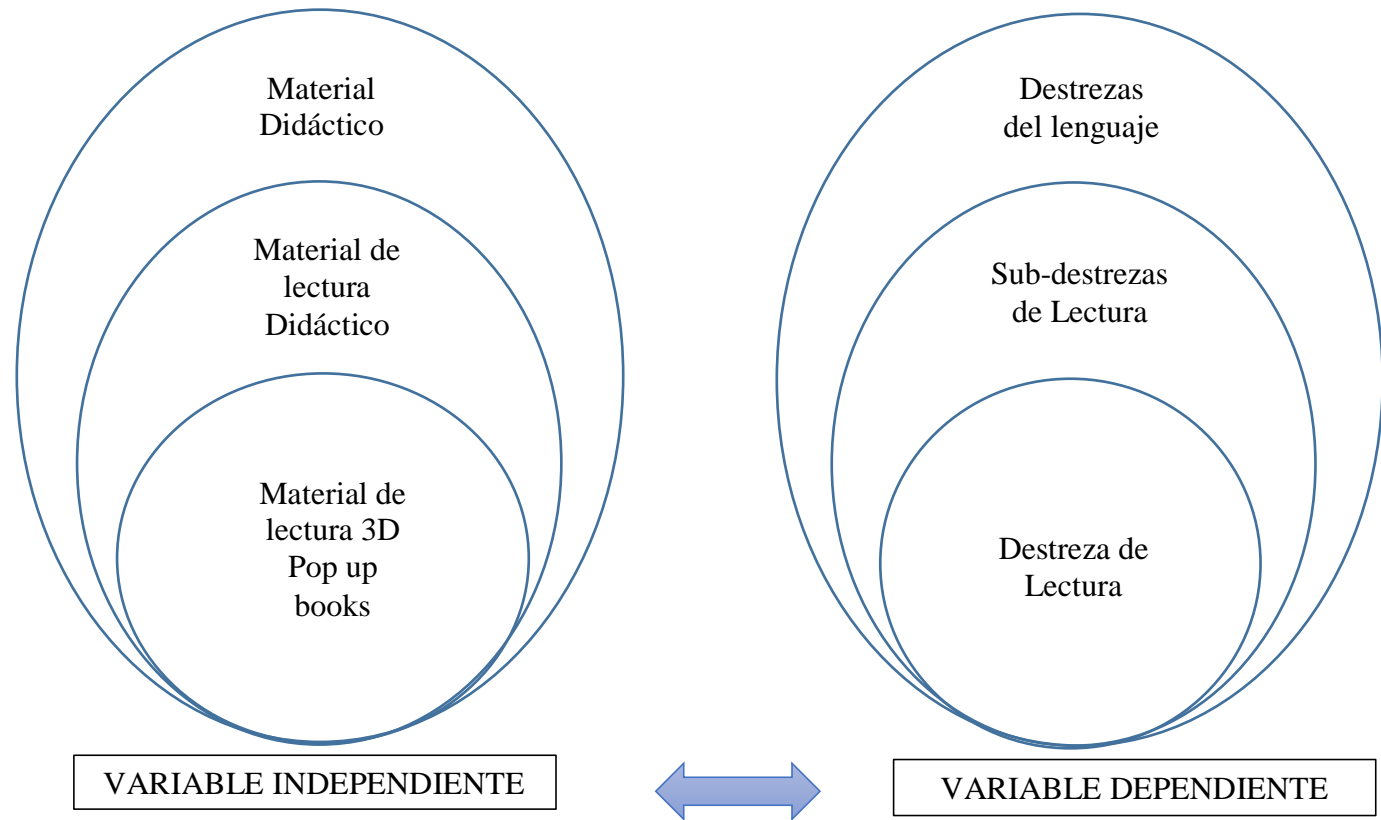 Material
Didáctico
Material de
lectura
Didáctico
Material de
lectura 3D
Pop up
books
VARIABLE INDEPENDIENTE
Destrezas
del lenguaje
Sub-destrezas
de Lectura
Destreza de
Lectura
VARIABLE DEPENDIENTE